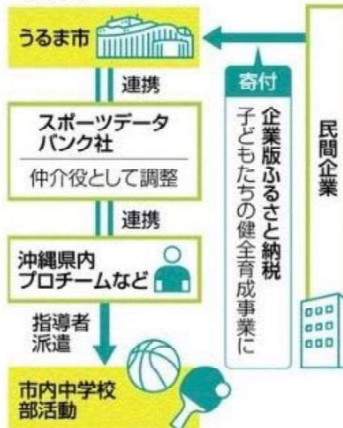 うるま市
連携
スポーツデータ
バンク社
仲介役として調整
連携
沖縄県内
プロチームなど
指導者
派遣
市内中学校
部活動
寄付
企業版ふるさと納税
子どもたちの健全育成事業に
民間企業